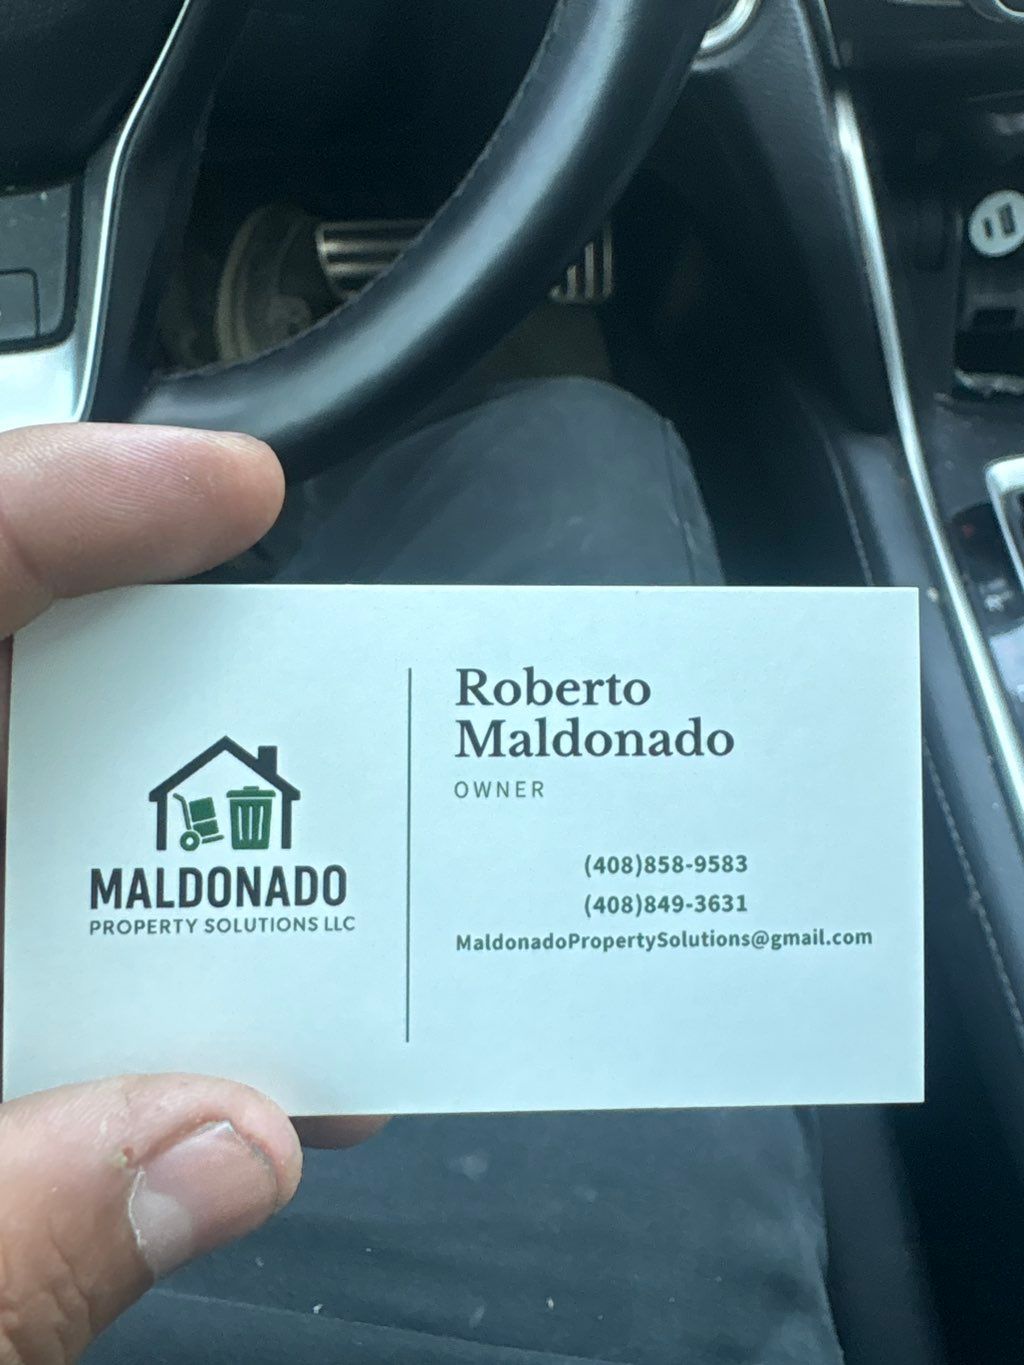 MALDONADO
PROPERTY SOLUTIONS LLC
Roberto
Maldonado
OWNER
(408)858-9583
(408)849-3631
MaldonadoPropertySolutions@gmail.com